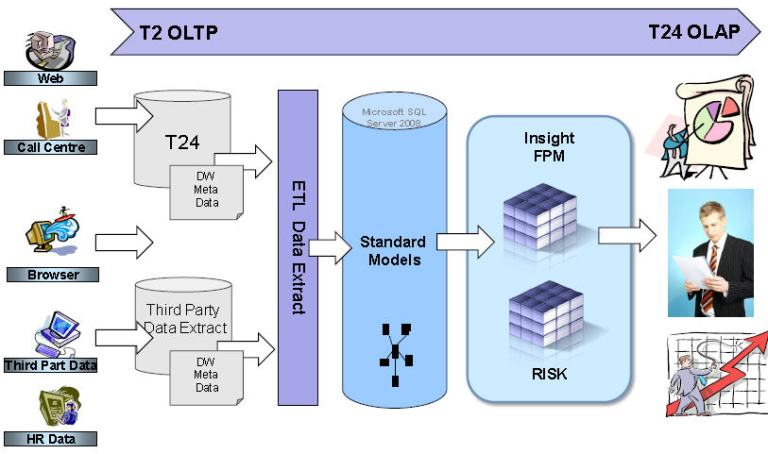 T2 OLTP
T24 OLAP
Web
Call Centre
Browser
Third Part Data
HR Data
T24
DW
Meta
Data
Third Party
Data Extract
DW
Meta
Data
ETL Data Extract
Microsoft SQL
Server 2008
Standard
Models
Insight
FPM
RISK